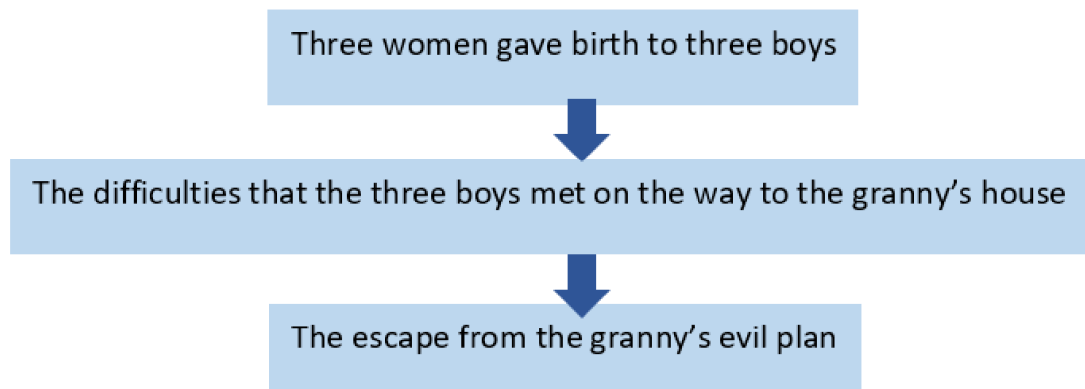 Three women gave birth to three boys
The difficulties that the three boys met on the way to the granny’s house
The escape from the granny’s evil plan